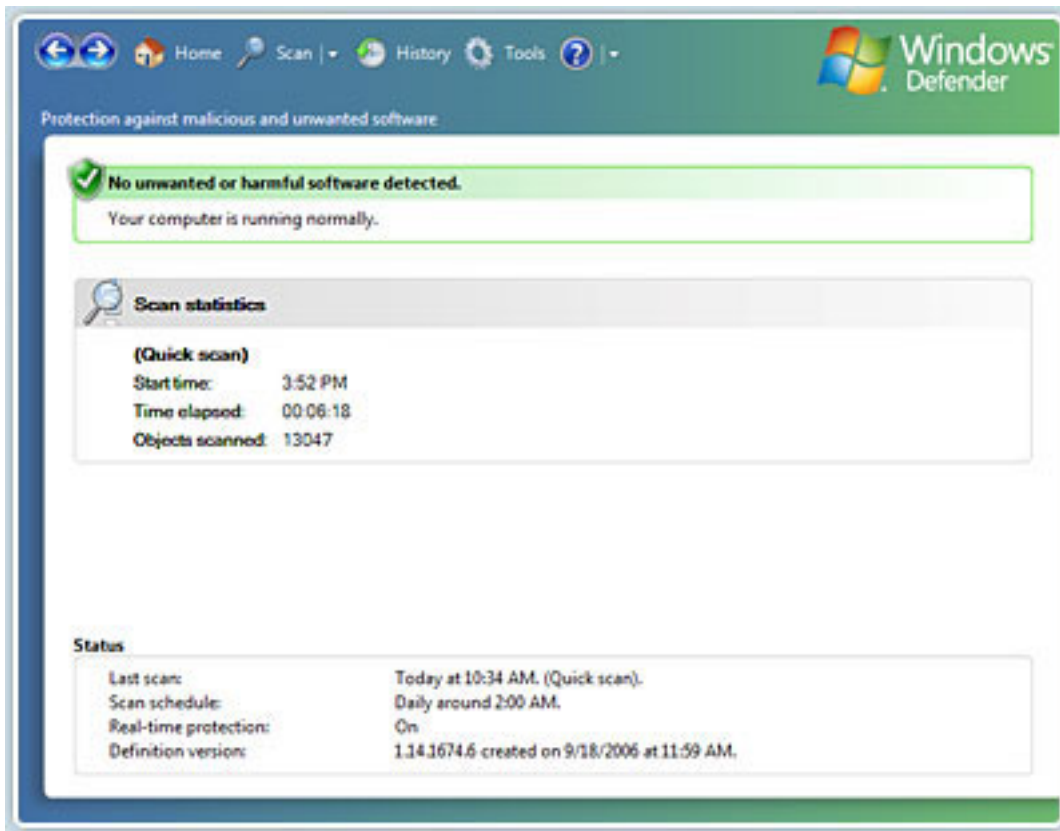 Home Scan History Tools
Windows
Defender
Protection against malicious and unwanted software
No unwanted or harmful software detected.
Your computer is running normally.
Scan statistics
(Quick scan)
Start time: 3:52 PM
Time elapsed: 00:06:18
Objects scanned: 13047
Status
Last scan: Today at 10:34 AM. (Quick scan).
Scan schedule: Daily around 2:00 AM.
Real-time protection: On
Definition version: 1.14.1674.6 created on 9/18/2006 at 11:59 AM.